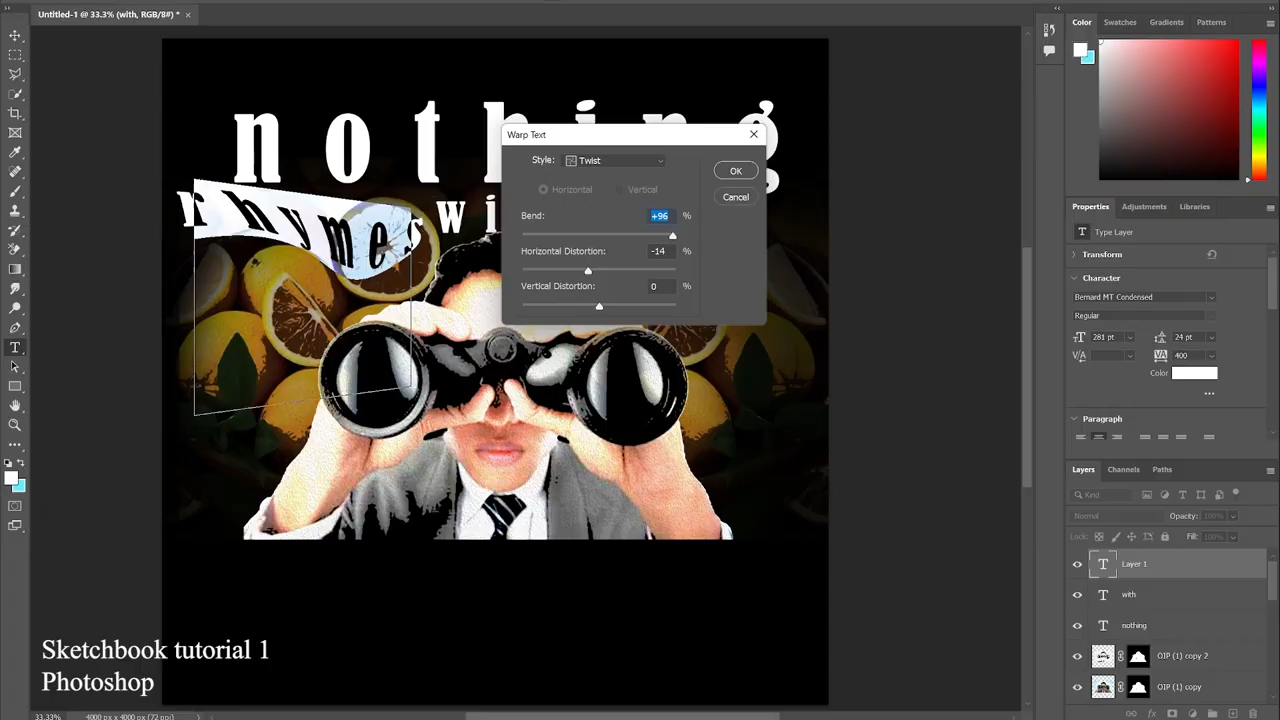 Untitled-1 @ 33.3% (with, RGB/8#) *
nothing
rhymes
wi
Warp Text
Style: Twist
Horizontal Vertical
Bend: +96 %
Horizontal Distortion: -14 %
Vertical Distortion: 0 %
OK
Cancel
Color Swatches Gradients Patterns
Properties Adjustments Libraries
T Type Layer
Transform
Character
Bernard MT Condensed
Regular
281 pt 24 pt
400
Color
Paragraph
Layers Channels Paths
Kind
Normal Opacity: 100%
Lock: Fill: 100%
T Layer 1
T with
T nothing
OIP (1) copy 2
OIP (1) copy
Sketchbook tutorial 1
Photoshop
33.33% 4000 px x 4000 px (72 ppi)